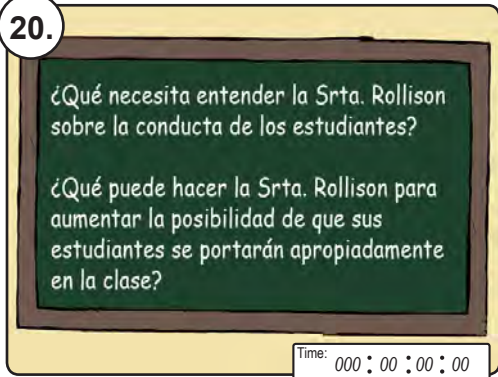 20.
¿Qué necesita entender la Srta. Rollison
sobre la conducta de los estudiantes?
¿Qué puede hacer la Srta. Rollison para
aumentar la posibilidad de que sus
estudiantes se portarán apropiadamente
en la clase?
Time: 000 : 00 : 00 : 00